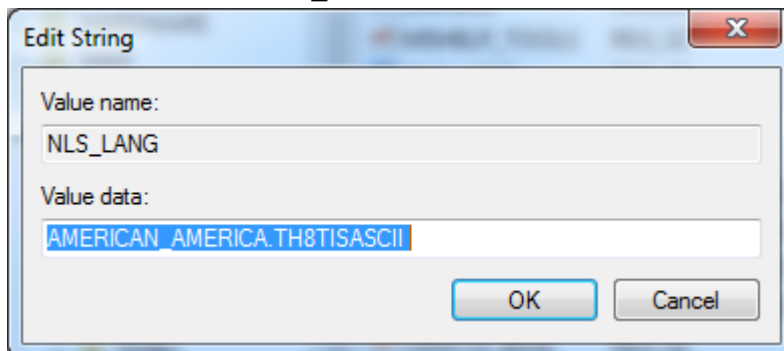 Edit String
Value name:
NLS_LANG
Value data:
AMERICAN_AMERICA.TH8TISASCII
OK
Cancel